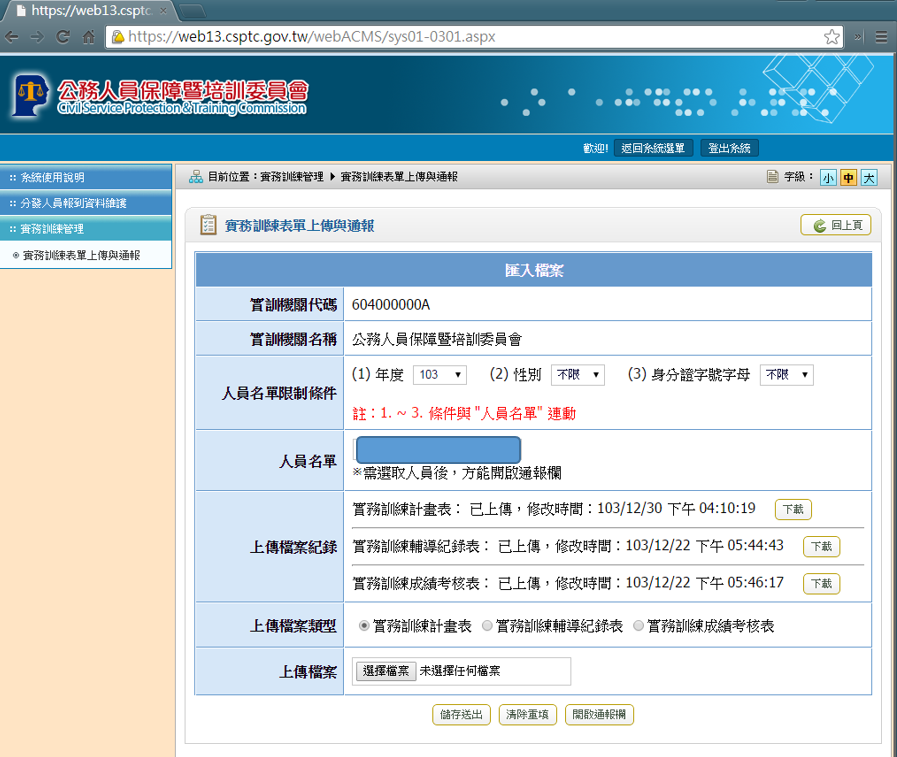 https://web13.csptc
https://web13.csptc.gov.tw/webACMS/sys01-0301.aspx
公務人員保障暨培訓委員會
Civil Service Protection & Training Commission
歡迎! 返回系統選單 登出系統
:: 系統使用說明
:: 分發人員報到資料維護
:: 實務訓練管理
實務訓練表單上傳與通報
目前位置：實務訓練管理 實務訓練表單上傳與通報 字級： 小 中 大
實務訓練表單上傳與通報 回上頁
匯入檔案
實訓機關代碼 604000000A
實訓機關名稱 公務人員保障暨培訓委員會
人員名單限制條件 (1) 年度 103 (2) 性別 不限 (3) 身分證字號字母 不限
註：1. ~ 3. 條件與 "人員名單" 連動
人員名單
※需選取人員後，方能開啟通報欄
上傳檔案紀錄
實務訓練計畫表： 已上傳，修改時間：103/12/30 下午 04:10:19 下載
實務訓練輔導紀錄表： 已上傳，修改時間：103/12/22 下午 05:44:43 下載
實務訓練成績考核表： 已上傳，修改時間：103/12/22 下午 05:46:17 下載
上傳檔案類型 實務訓練計畫表 實務訓練輔導紀錄表 實務訓練成績考核表
上傳檔案 選擇檔案 未選擇任何檔案
儲存送出 清除重填 開啟通報欄